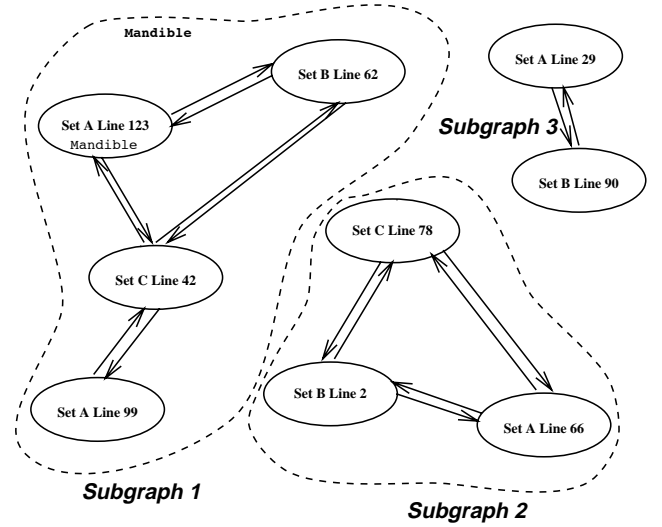 Mandible
Set A Line 29
Set B Line 62
Set A Line 123
Mandible
Subgraph 3
Set B Line 90
Set C Line 78
Set C Line 42
Set B Line 2
Set A Line 99
Set A Line 66
Subgraph 1
Subgraph 2